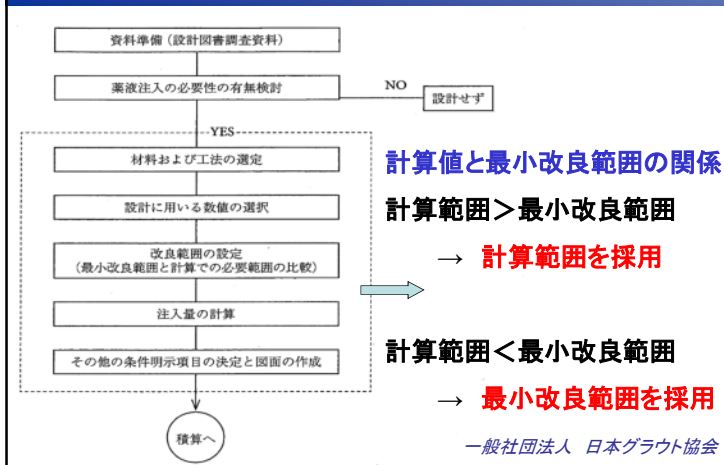 資料準備（設計図書調査資料）
薬液注入の必要性の有無検討
NO
設計せず
YES
材料および工法の選定
設計に用いる数値の選択
改良範囲の設定
（最小改良範囲と計算での必要範囲の比較）
注入量の計算
その他の条件明示項目の決定と図面の作成
積算へ
計算値と最小改良範囲の関係
計算範囲＞最小改良範囲
→ 計算範囲を採用
計算範囲＜最小改良範囲
→ 最小改良範囲を採用
一般社団法人 日本グラウト協会